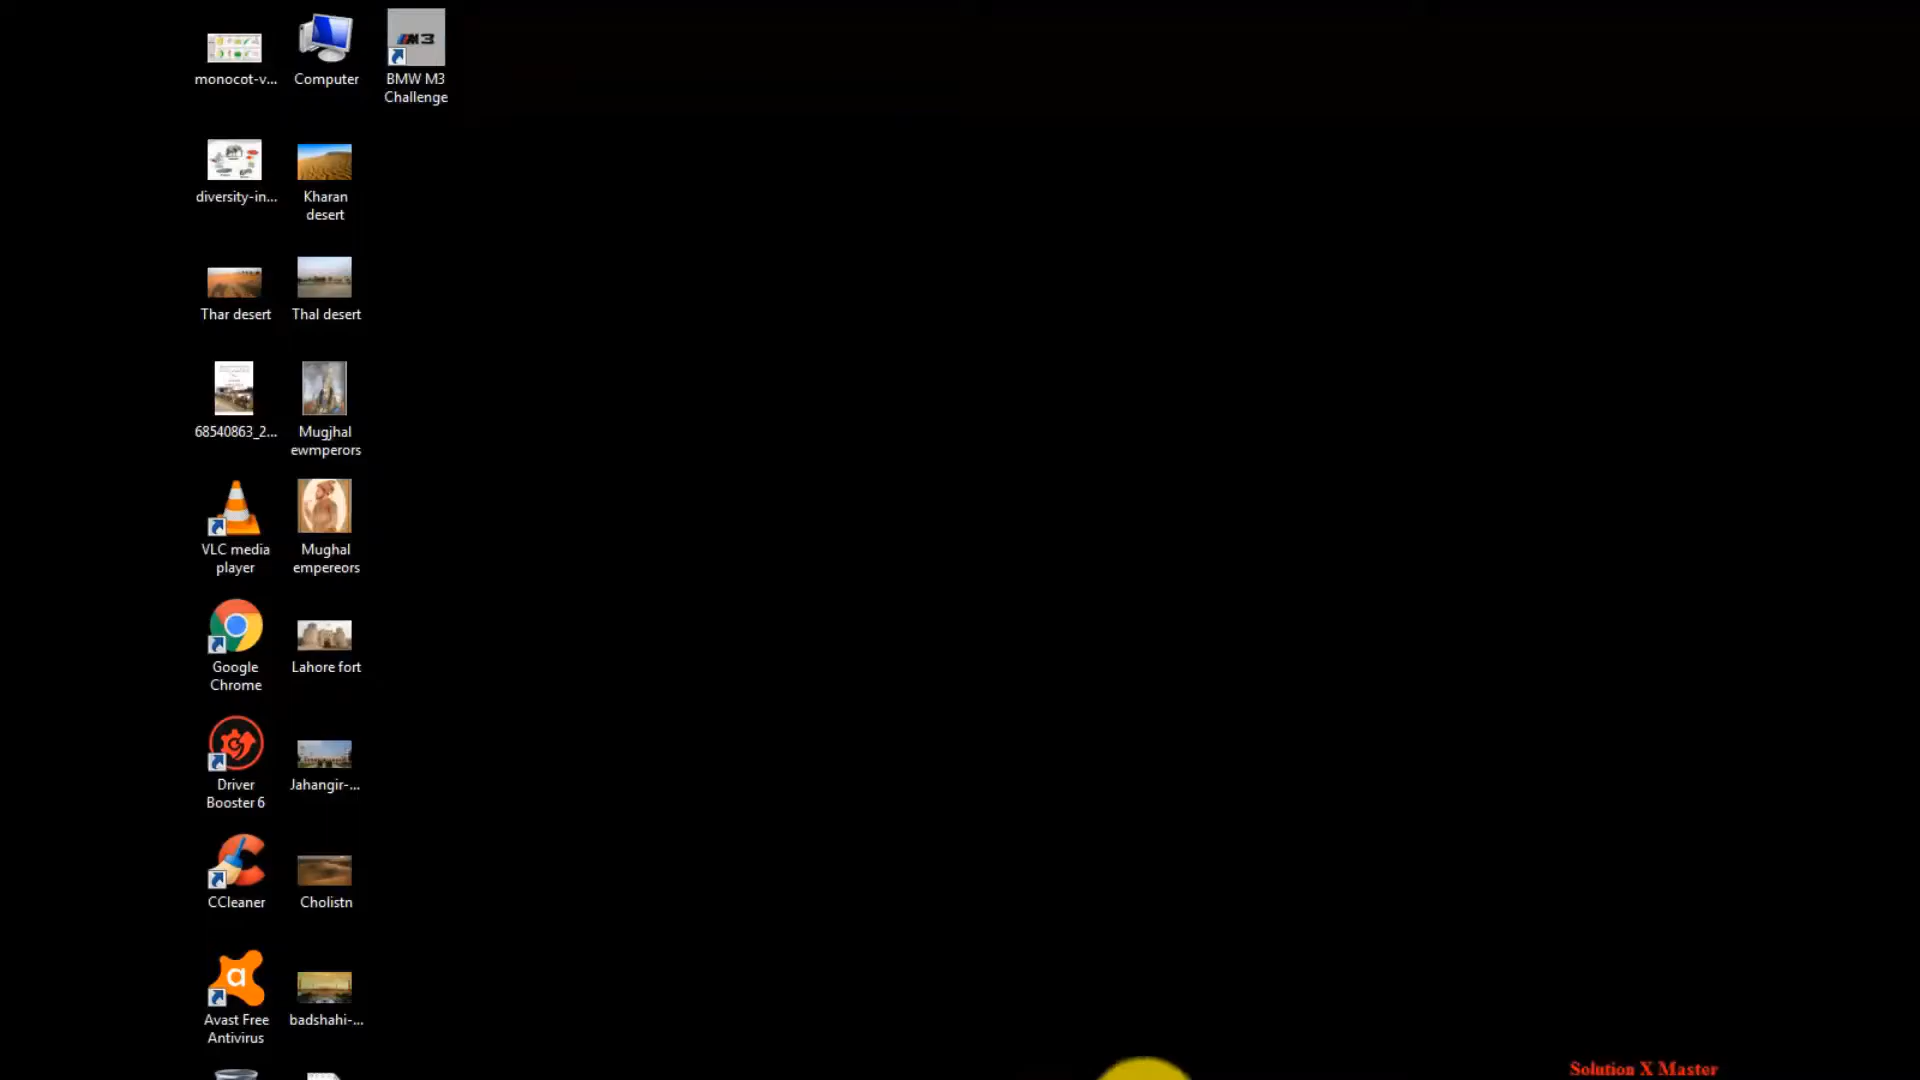 monocot-v...
Computer
M3
BMW M3
Challenge
diversity-in...
Kharan
desert
Thar desert
Thal desert
68540863_2...
Mugjhal
ewmperors
VLC media
player
Mughal
empereors
Google
Chrome
Lahore fort
Driver
Booster 6
Jahangir-...
CCleaner
Cholistn
a
Avast Free
Antivirus
badshahi-...
Solution X Master